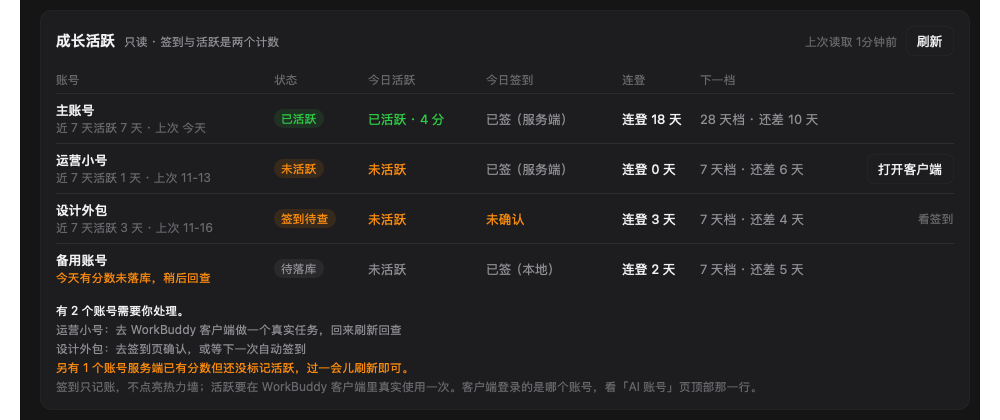 成长活跃 只读 · 签到与活跃是两个计数 上次读取 1分钟前 刷新
账号 状态 今日活跃 今日签到 连登 下一档
主账号
近 7 天活跃 7 天 · 上次 今天
已活跃 已活跃 · 4 分 已签（服务端） 连登 18 天 28 天档 · 还差 10 天
运营小号
近 7 天活跃 1 天 · 上次 11-13
未活跃 未活跃 已签（服务端） 连登 0 天 7 天档 · 还差 6 天 打开客户端
设计外包
近 7 天活跃 3 天 · 上次 11-16
签到待查 未活跃 未确认 连登 3 天 7 天档 · 还差 4 天 看签到
备用账号
今天有分数未落库，稍后回查
待落库 未活跃 已签（本地） 连登 2 天 7 天档 · 还差 5 天
有 2 个账号需要你处理。
运营小号：去 WorkBuddy 客户端做一个真实任务，回来刷新回查
设计外包：去签到页确认，或等下一次自动签到
另有 1 个账号服务端已有分数但还没标记活跃，过一会儿刷新即可。
签到只记账，不点亮热力墙；活跃要在 WorkBuddy 客户端里真实使用一次。客户端登录的是哪个账号，看「AI 账号」页顶部那一行。